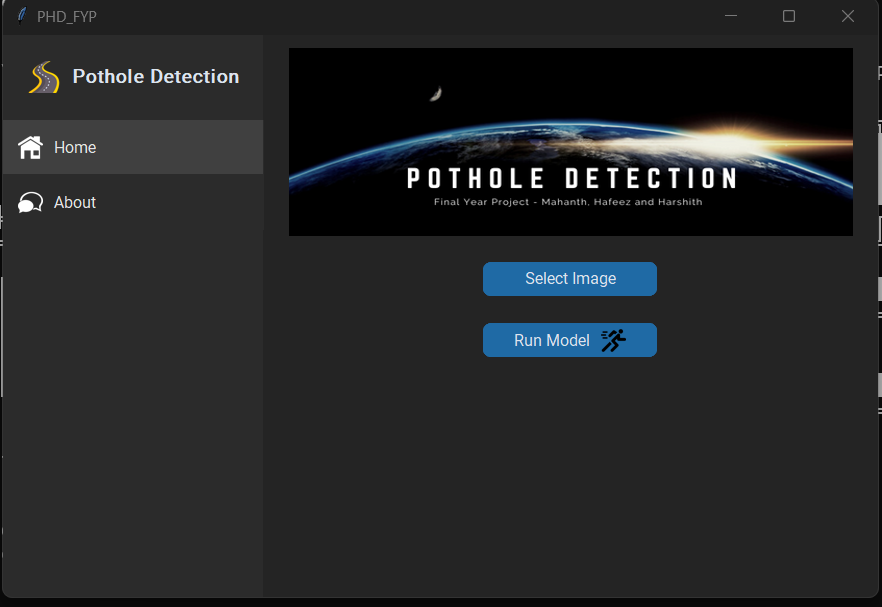 PHD_FYP
Pothole Detection
Home
About
POTHOLE DETECTION
Final Year Project - Mahanth, Hafeez and Harshith
Select Image
Run Model